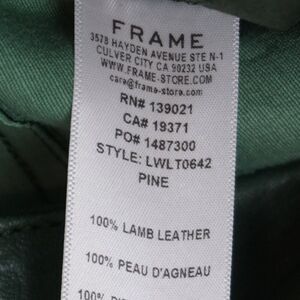 FRAME
3578 HAYDEN AVENUE STE N-1
CULVER CITY CA 90232 USA
WWW.FRAME-STORE.COM
care@frame-store.com
RN# 139021
CA# 19371
PO# 1487300
STYLE: LWLT0642
PINE
100% LAMB LEATHER
100% PEAU D'AGNEAU
100%